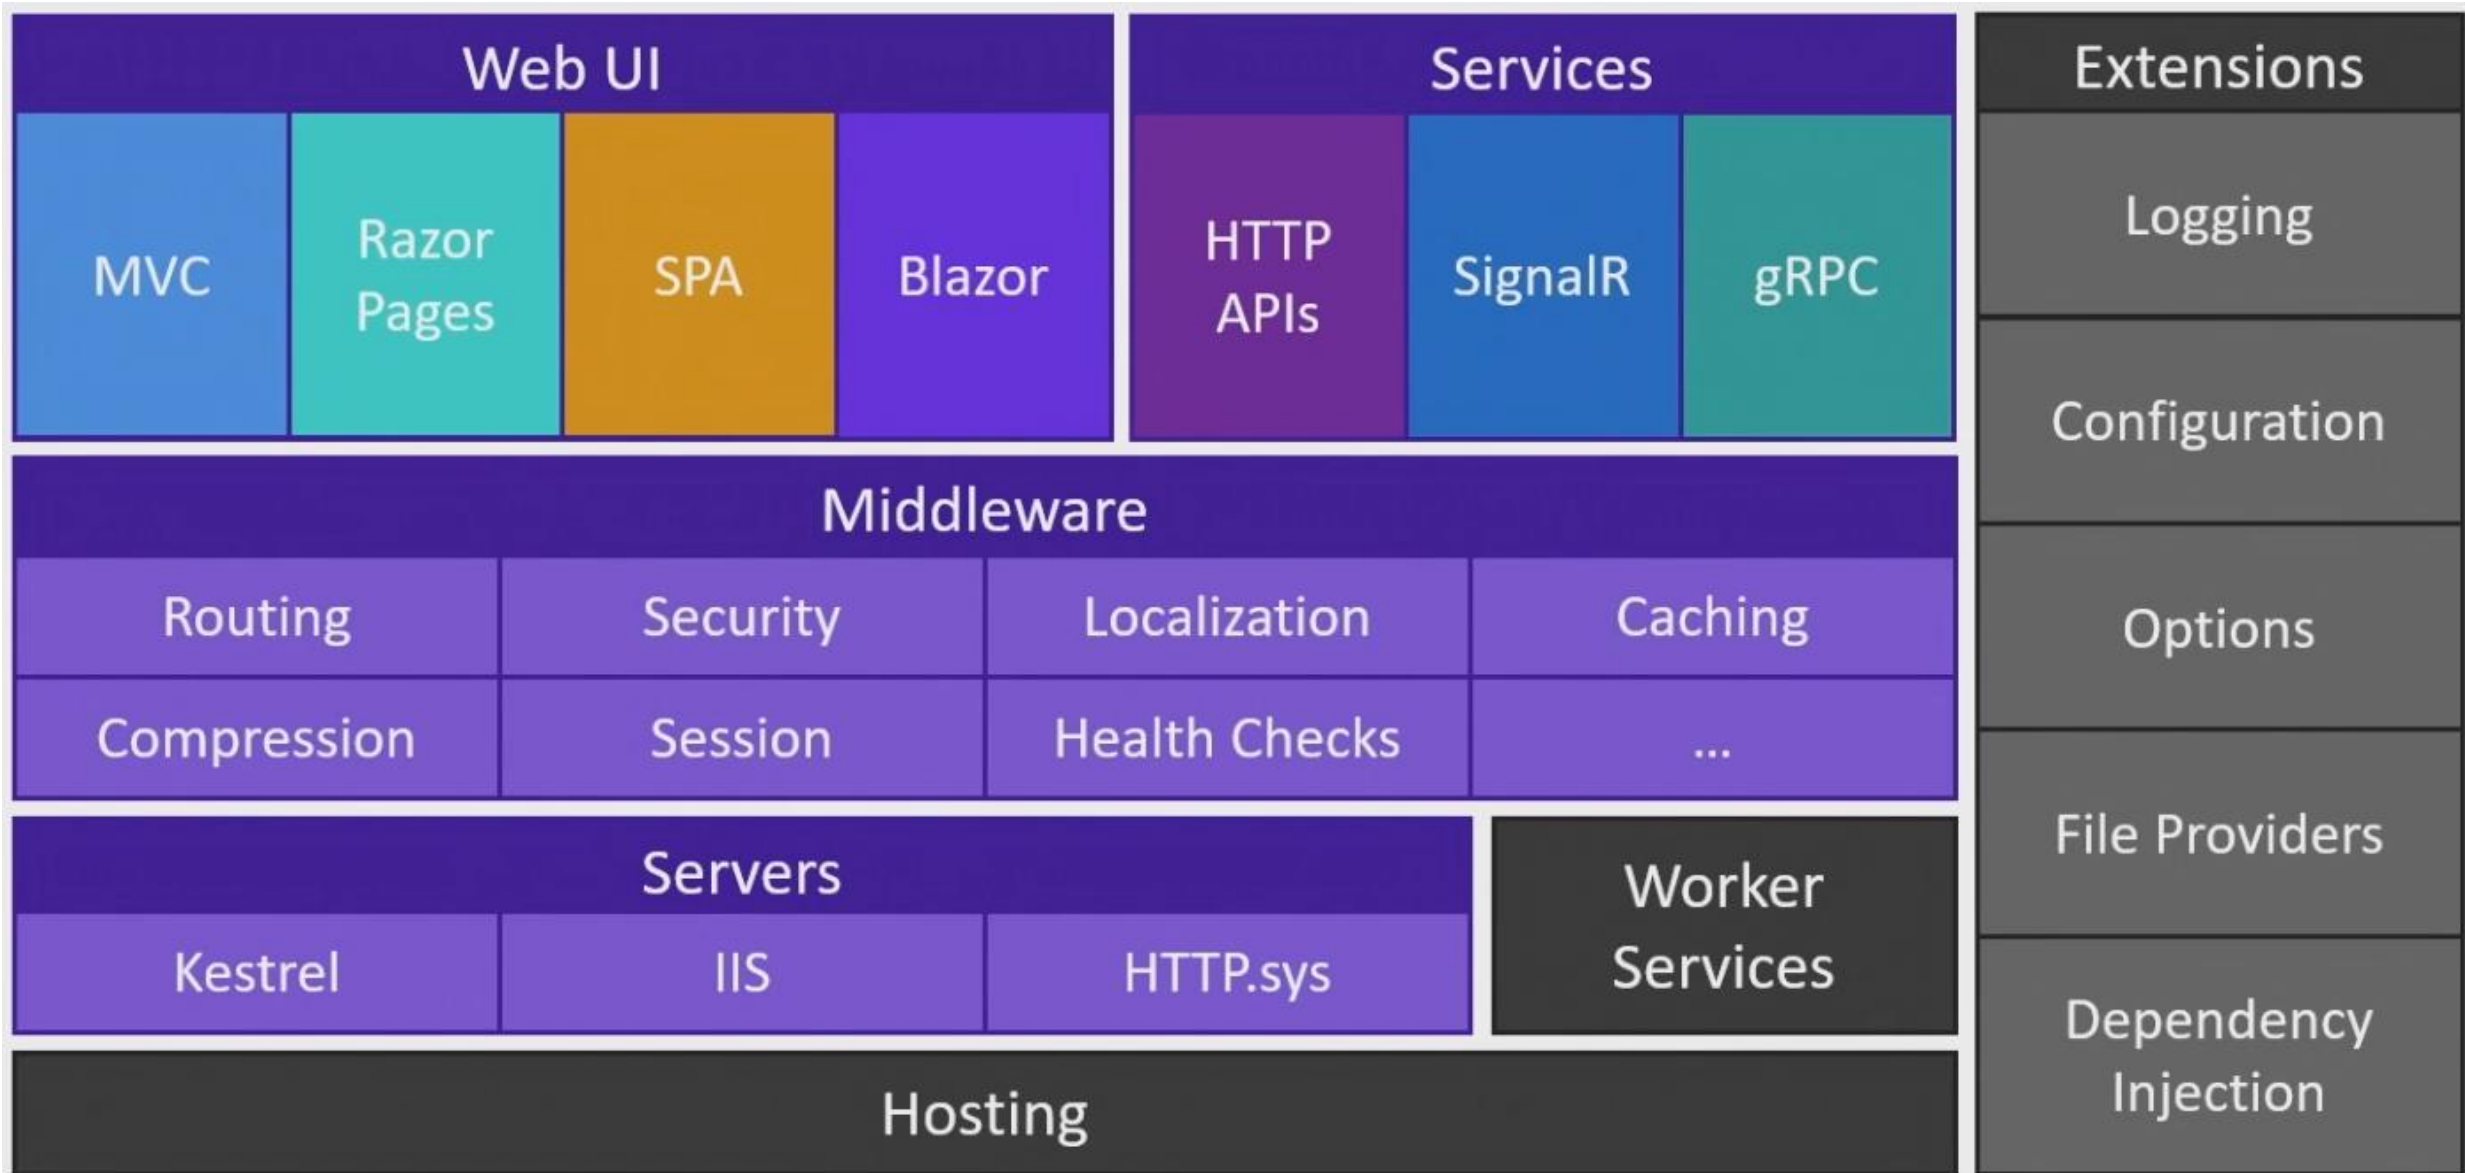 Web UI
MVC
Razor
Pages
SPA
Blazor
Services
HTTP
APIs
SignalR
gRPC
Middleware
Routing
Security
Localization
Caching
Compression
Session
Health Checks
...
Servers
Kestrel
IIS
HTTP.sys
Worker
Services
Hosting
Extensions
Logging
Configuration
Options
File Providers
Dependency
Injection